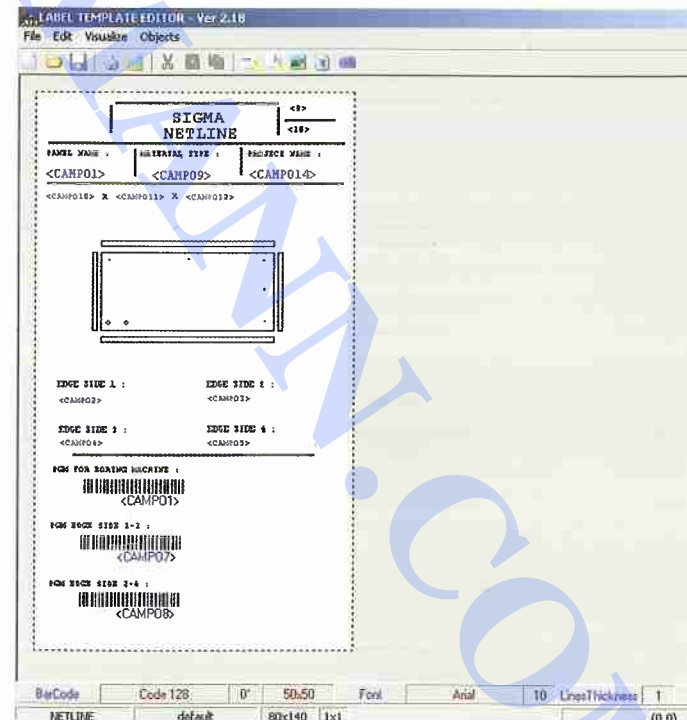 LABEL TEMPLATE EDITOR - Ver 2.18
File Edit Visualize Objects
SIGMA
NETLINE
<10>
PANEL NAME : MATERIAL TYPE : PROJECT NAME :
<CAMPO1> <CAMPO9> <CAMPO14>
<CAMPO10> X <CAMPO11> X <CAMPO12>
EDGE SIDE 1 : EDGE SIDE 2 :
<CAMPO2> <CAMPO3>
EDGE SIDE 3 : EDGE SIDE 4 :
<CAMPO4> <CAMPO5>
PGM FOR BORING MACHINE :
<CAMPO1>
PGM EDGE SIDE 1-2 :
<CAMPO7>
PGM EDGE SIDE 3-4 :
<CAMPO8>
BarCode Code 128 0° 50x50 Font Arial 10 LinesThickness 1
NETLINE default 80x140 1x1 (0,0)